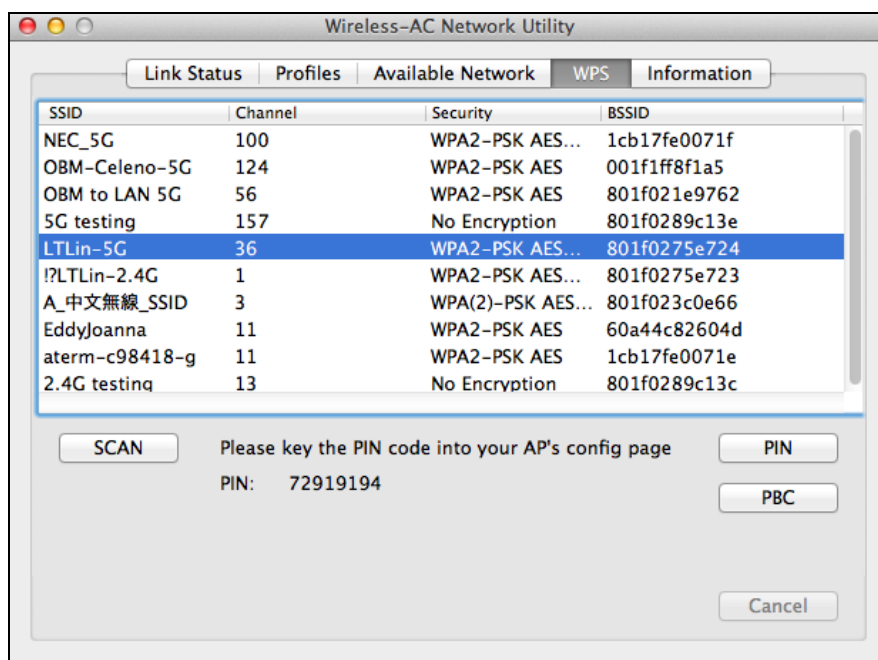 Wireless-AC Network Utility
Link Status Profiles Available Network WPS Information
SSID Channel Security BSSID
NEC_5G 100 WPA2-PSK AES... 1cb17fe0071f
OBM-Celeno-5G 124 WPA2-PSK AES 001f1ff8f1a5
OBM to LAN 5G 56 WPA2-PSK AES 801f021e9762
5G testing 157 No Encryption 801f0289c13e
LTLin-5G 36 WPA2-PSK AES... 801f0275e724
!?LTLin-2.4G 1 WPA2-PSK AES... 801f0275e723
A_中文無線_SSID 3 WPA(2)-PSK AES... 801f023c0e66
EddyJoanna 11 WPA2-PSK AES 60a44c82604d
aterm-c98418-g 11 WPA2-PSK AES 1cb17fe0071e
2.4G testing 13 No Encryption 801f0289c13c
SCAN Please key the PIN code into your AP's config page PIN
PIN: 72919194
PBC
Cancel